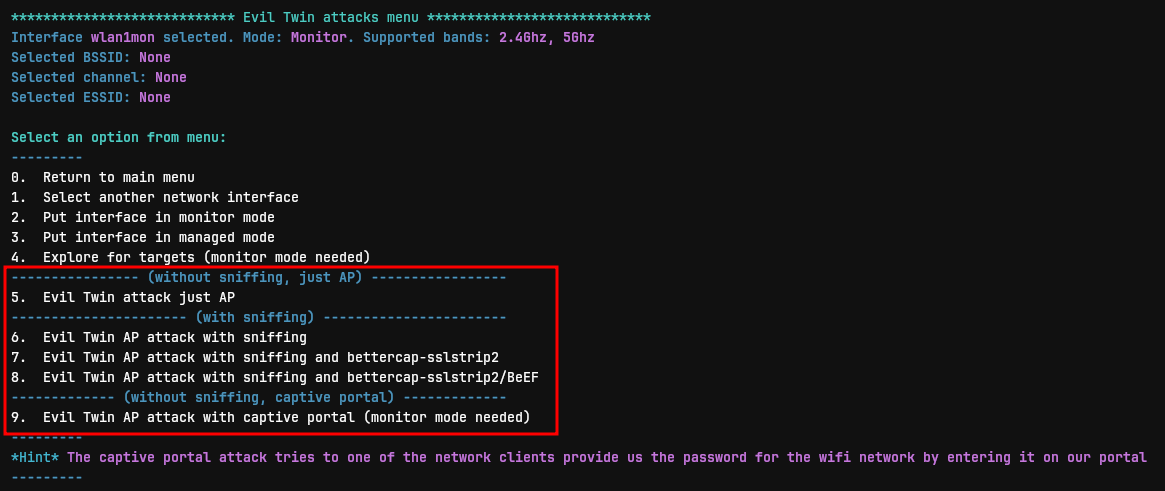 **************************** Evil Twin attacks menu ****************************
Interface wlan1mon selected. Mode: Monitor. Supported bands: 2.4Ghz, 5Ghz
Selected BSSID: None
Selected channel: None
Selected ESSID: None
Select an option from menu:
---------
0.  Return to main menu
1.  Select another network interface
2.  Put interface in monitor mode
3.  Put interface in managed mode
4.  Explore for targets (monitor mode needed)
---------------- (without sniffing, just AP) -----------------
5.  Evil Twin attack just AP
---------------------- (with sniffing) -----------------------
6.  Evil Twin AP attack with sniffing
7.  Evil Twin AP attack with sniffing and bettercap-sslstrip2
8.  Evil Twin AP attack with sniffing and bettercap-sslstrip2/BeEF
------------- (without sniffing, captive portal) -------------
9.  Evil Twin AP attack with captive portal (monitor mode needed)
---------
*Hint* The captive portal attack tries to one of the network clients provide us the password for the wifi network by entering it on our portal
---------